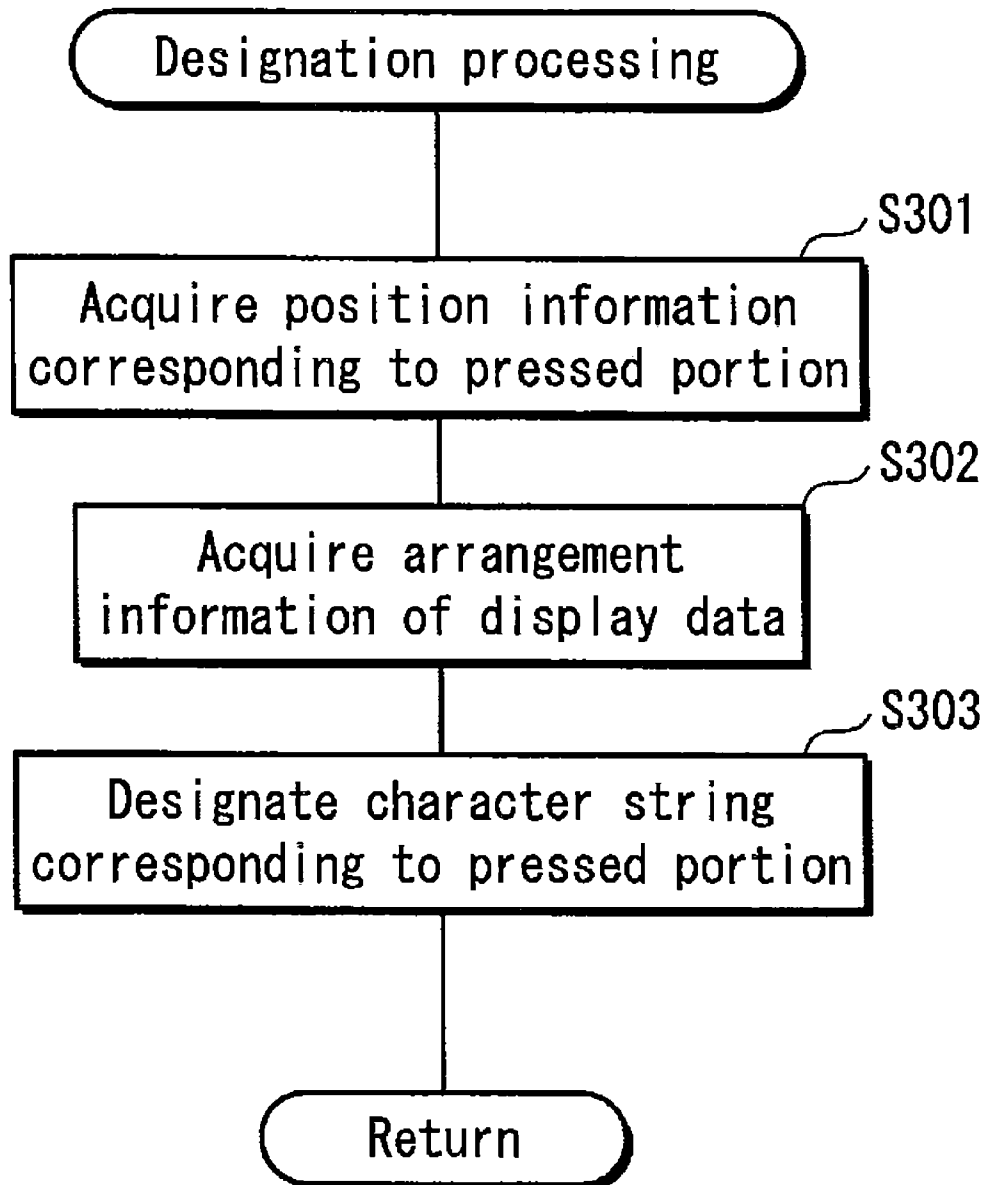 Designation processing
S301
Acquire position information
corresponding to pressed portion
S302
Acquire arrangement
information of display data
S303
Designate character string
corresponding to pressed portion
Return